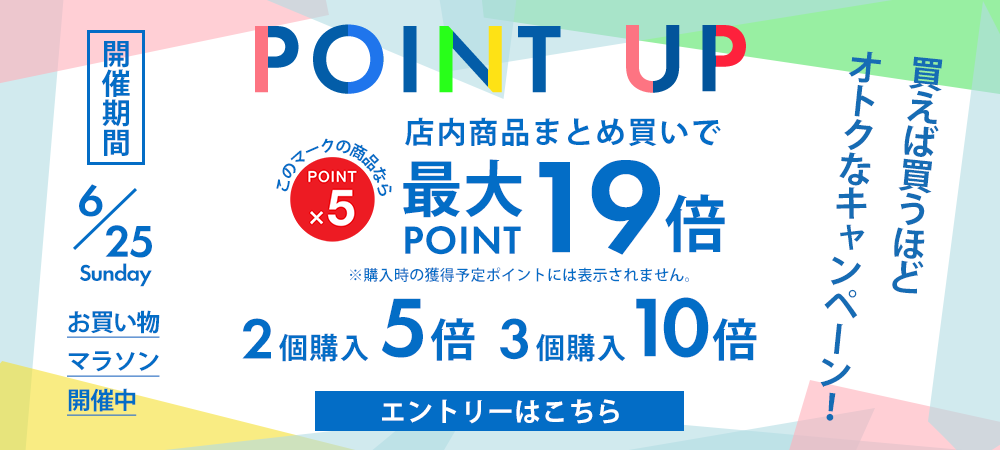 POINT UP
開催期間
6/25
Sunday
お買い物
マラソン
開催中
このマークの商品なら
POINT
×5
店内商品まとめ買いで
最大
POINT
19倍
※購入時の獲得予定ポイントには表示されません。
2個購入 5倍 3個購入 10倍
エントリーはこちら
買えば買うほど
オトクなキャンペーン！